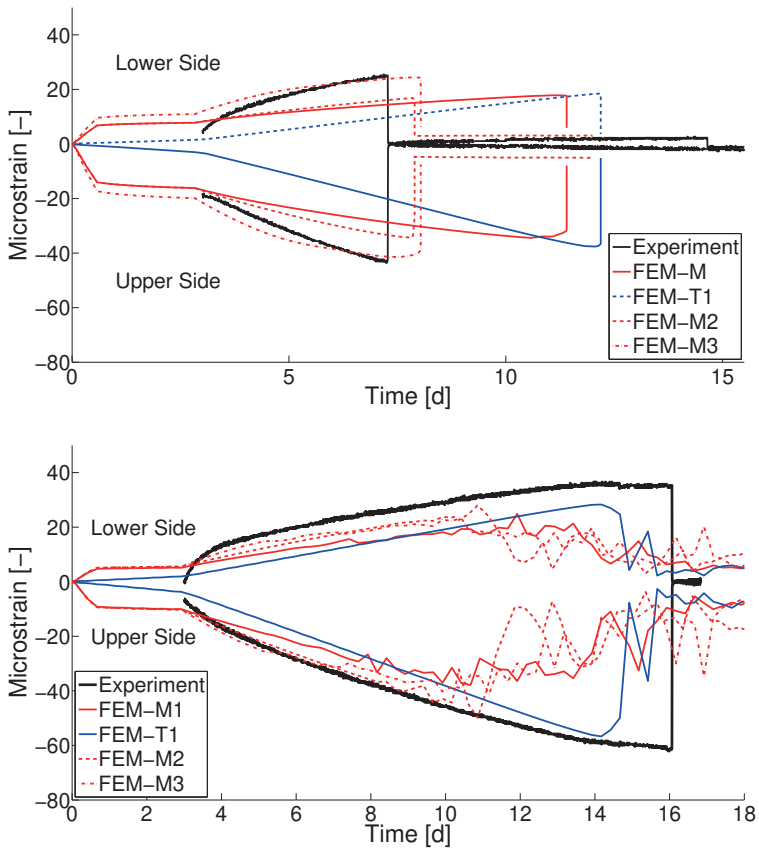 40
20
0
−20
−40
−60
−80
Microstrain [−]
Lower Side
Upper Side
Experiment
FEM−M
FEM−T1
FEM−M2
FEM−M3
0
5
10
15
Time [d]
40
20
0
−20
−40
−60
−80
Microstrain [−]
Lower Side
Upper Side
Experiment
FEM−M1
FEM−T1
FEM−M2
FEM−M3
0
2
4
6
8
10
12
14
16
18
Time [d]